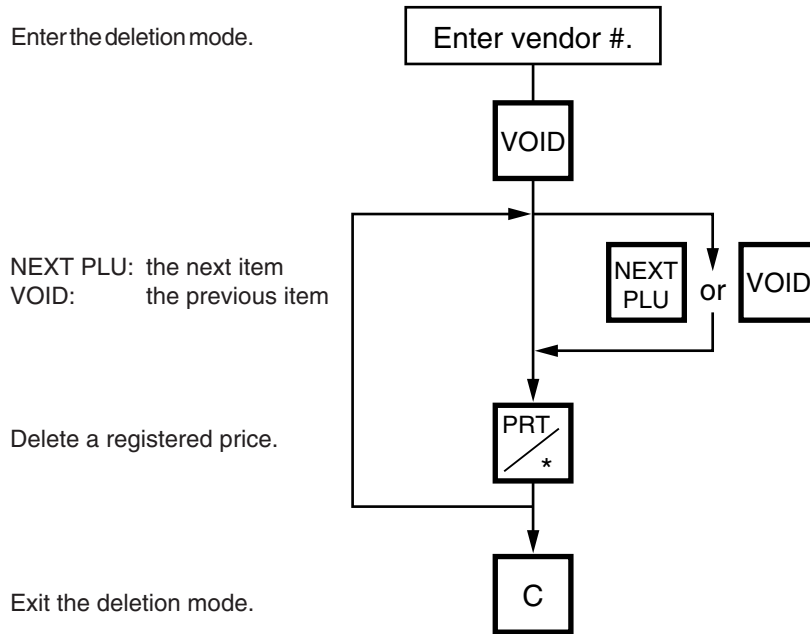 Enter the deletion mode.
Enter vendor #.
VOID
NEXT PLU: the next item
VOID: the previous item
NEXT
PLU
or
VOID
Delete a registered price.
PRT
*
Exit the deletion mode.
C